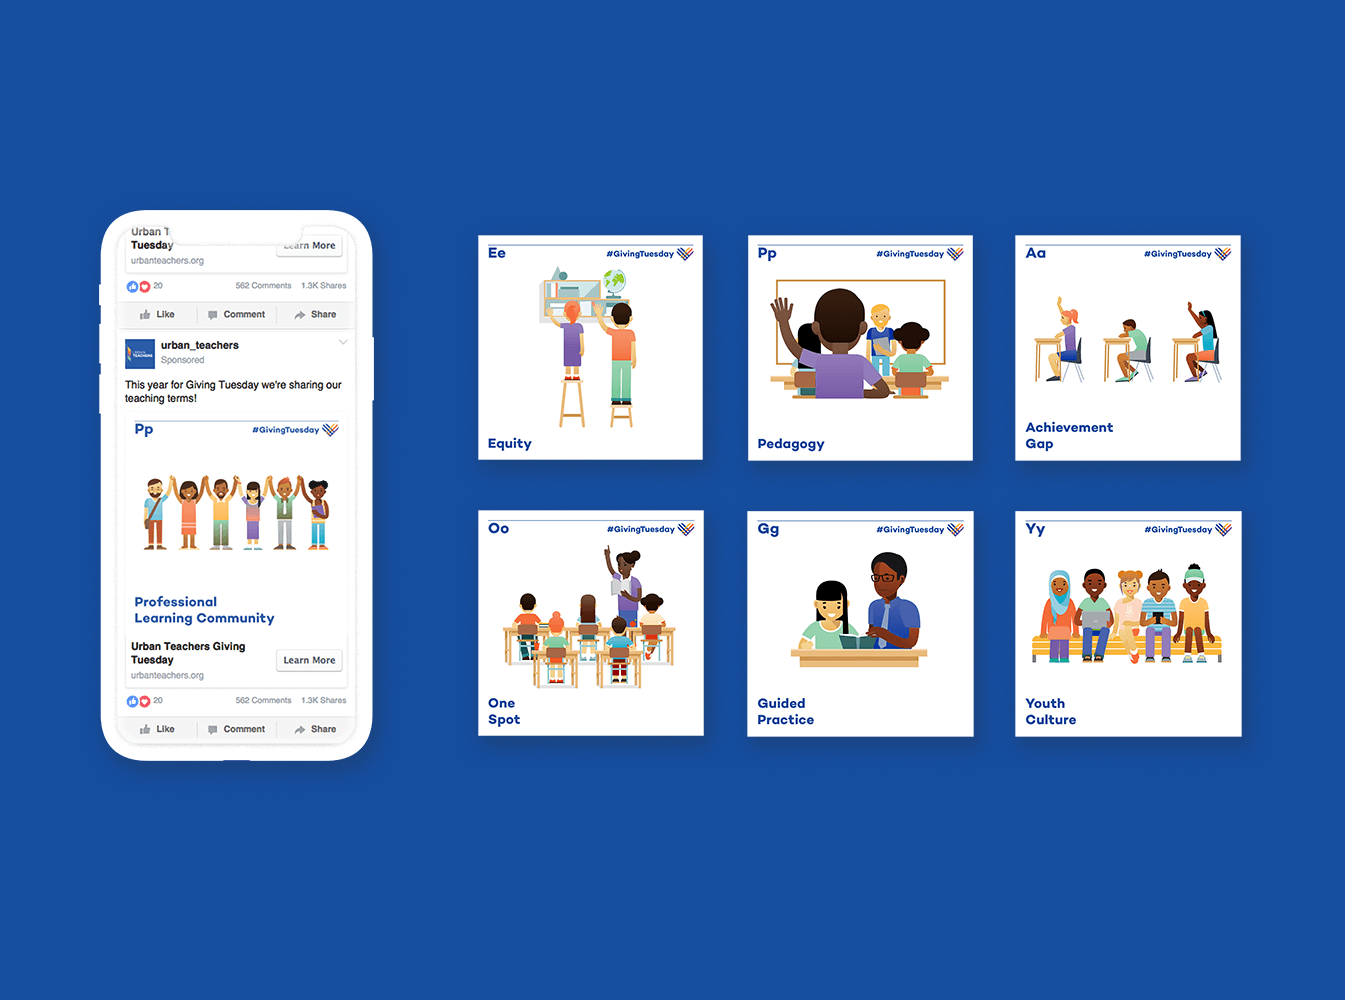 Urban T
Tuesday
Learn More
urbanteachers.org
20
562 Comments
1.3K Shares
Like
Comment
Share
urban_teachers
Sponsored
TEACHERS
This year for Giving Tuesday we're sharing our
teaching terms!
Pp
#GivingTuesday
Professional
Learning Community
Urban Teachers Giving
Tuesday
Learn More
urbanteachers.org
20
562 Comments
1.3K Shares
Like
Comment
Share
Ee
#GivingTuesday
Equity
Pp
#GivingTuesday
Pedagogy
Aa
#GivingTuesday
Achievement
Gap
Oo
#GivingTuesday
One
Spot
Gg
#GivingTuesday
Guided
Practice
Yy
#GivingTuesday
Youth
Culture